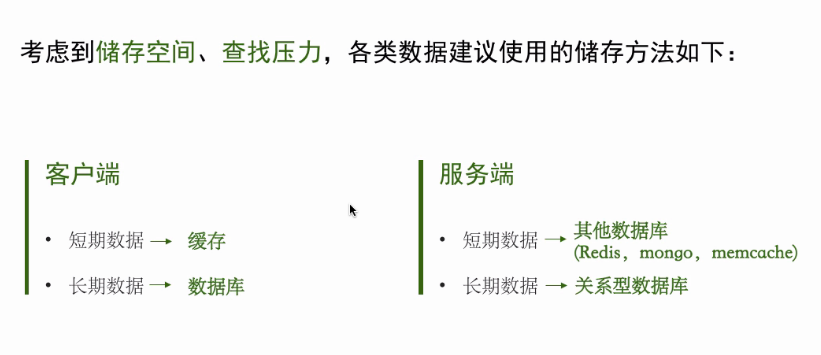 考虑到储存空间、查找压力，各类数据建议使用的储存方法如下：
客户端
• 短期数据 → 缓存
• 长期数据 → 数据库
服务端
• 短期数据 → 其他数据库
(Redis，mongo，memcache)
• 长期数据 → 关系型数据库